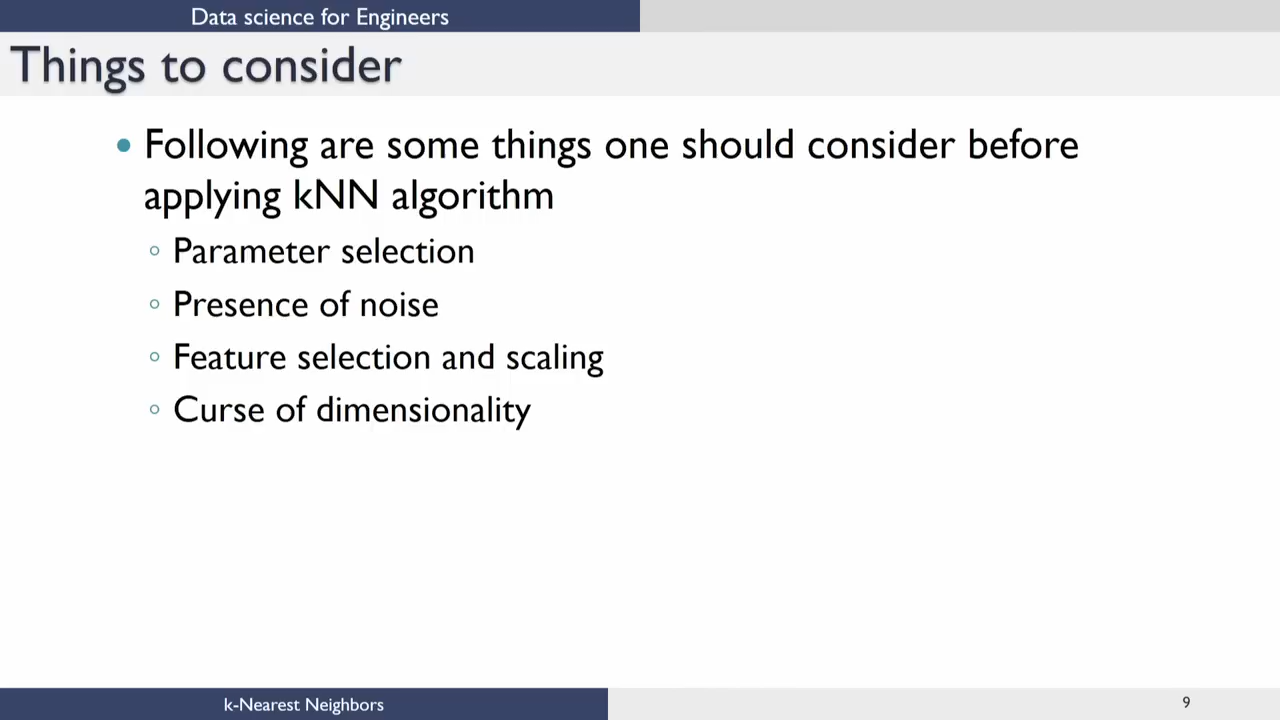 Data science for Engineers
Things to consider
• Following are some things one should consider before
applying kNN algorithm
◦ Parameter selection
◦ Presence of noise
◦ Feature selection and scaling
◦ Curse of dimensionality
k-Nearest Neighbors
9